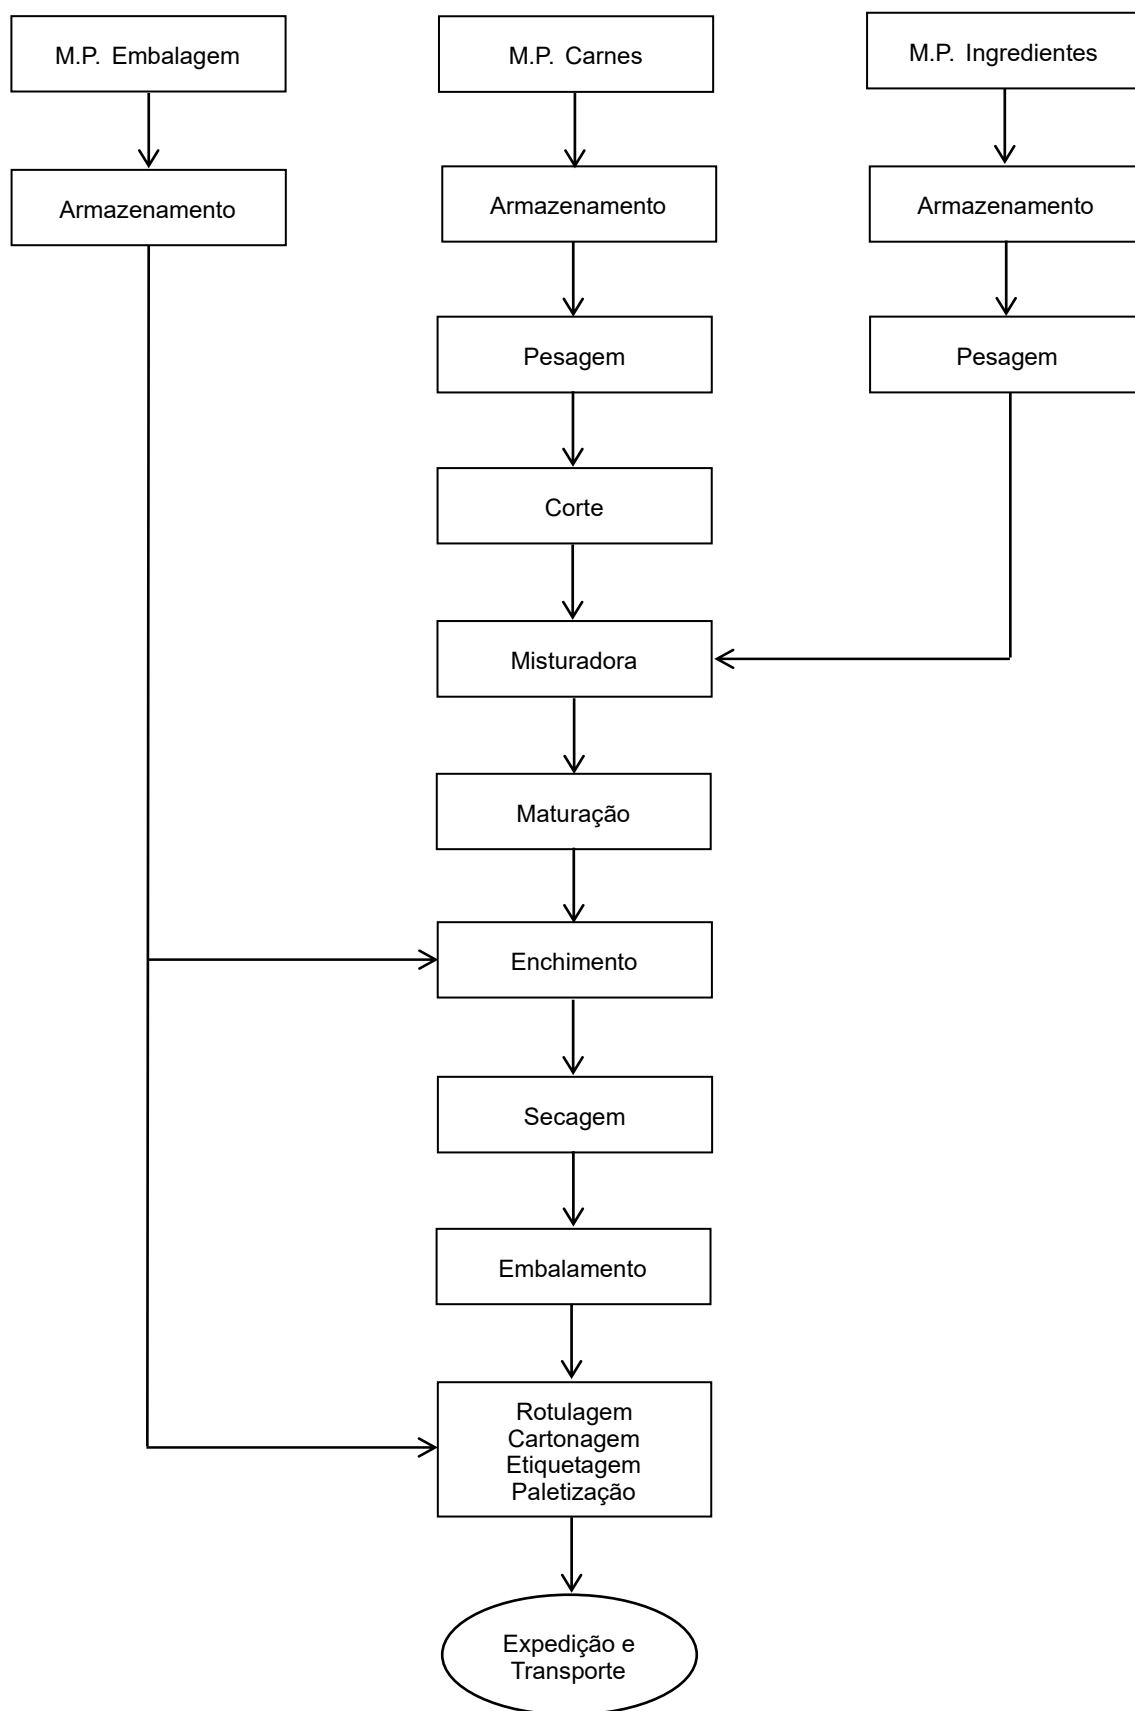 M.P. Embalagem
M.P. Carnes
M.P. Ingredientes
Armazenamento
Armazenamento
Armazenamento
Pesagem
Pesagem
Corte
Misturadora
Maturação
Enchimento
Secagem
Embalamento
Rotulagem
Cartonagem
Etiquetagem
Paletização
Expedição e
Transporte